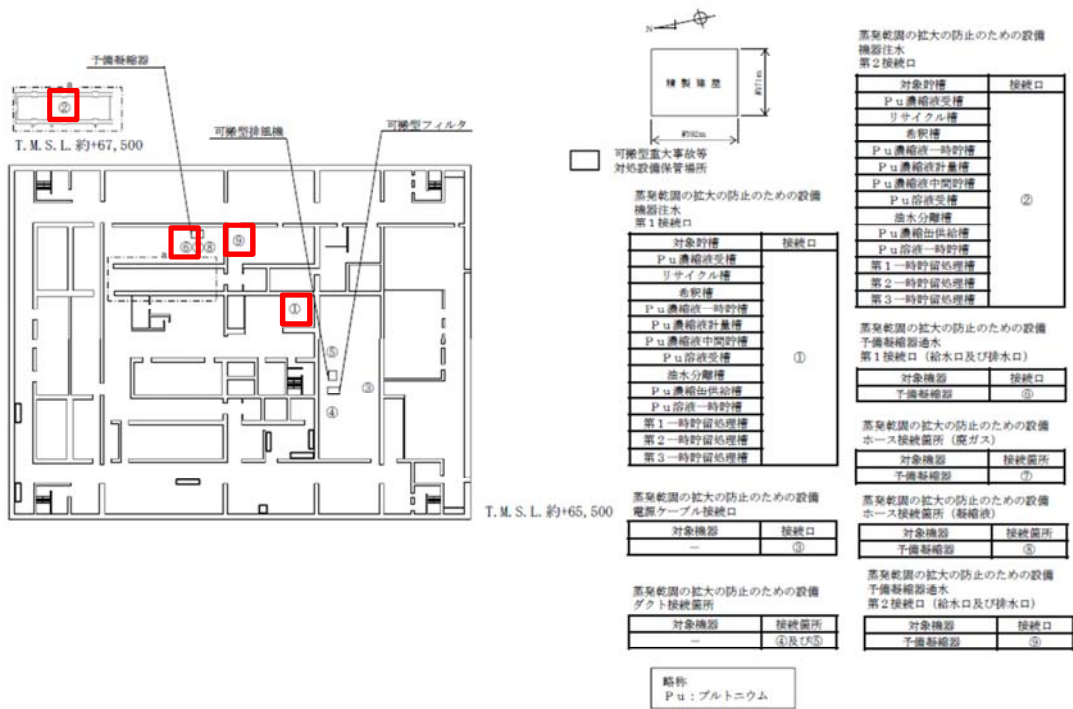 予備凝縮器
②
a
T.M.S.L.約+67,500
可搬型排風機
可搬型フィルタ
⑥
⑧
⑨
a
①
⑤
③
④
T.M.S.L.約+65,500
N
精製建屋
約71m
約92m
可搬型重大事故等
対処設備保管場所
蒸発乾固の拡大の防止のための設備
機器注水
第1接続口
対象貯槽 接続口
Pu濃縮液受槽
リサイクル槽
希釈槽
Pu濃縮液一時貯槽
Pu濃縮液計量槽
Pu濃縮液中間貯槽
Pu溶液受槽
油水分離槽
Pu濃縮缶供給槽
Pu溶液一時貯槽
第1一時貯留処理槽
第2一時貯留処理槽
第3一時貯留処理槽
①
蒸発乾固の拡大の防止のための設備
電源ケーブル接続口
対象機器 接続口
－ ③
蒸発乾固の拡大の防止のための設備
ダクト接続箇所
対象機器 接続箇所
－ ④及び⑤
略称
Pu：プルトニウム
蒸発乾固の拡大の防止のための設備
機器注水
第2接続口
対象貯槽 接続口
Pu濃縮液受槽
リサイクル槽
希釈槽
Pu濃縮液一時貯槽
Pu濃縮液計量槽
Pu濃縮液中間貯槽
Pu溶液受槽
油水分離槽
Pu濃縮缶供給槽
Pu溶液一時貯槽
第1一時貯留処理槽
第2一時貯留処理槽
第3一時貯留処理槽
②
蒸発乾固の拡大の防止のための設備
予備凝縮器通水
第1接続口（給水口及び排水口）
対象機器 接続口
予備凝縮器 ⑥
蒸発乾固の拡大の防止のための設備
ホース接続箇所（廃ガス）
対象機器 接続箇所
予備凝縮器 ⑦
蒸発乾固の拡大の防止のための設備
ホース接続箇所（凝縮液）
対象機器 接続箇所
予備凝縮器 ⑧
蒸発乾固の拡大の防止のための設備
予備凝縮器通水
第2接続口（給水口及び排水口）
対象機器 接続口
予備凝縮器 ⑨